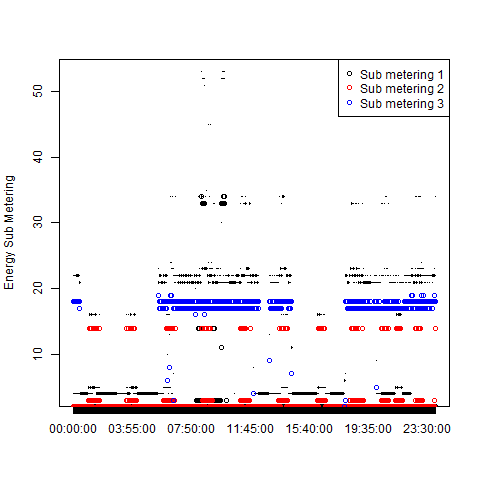 Energy Sub Metering
50
40
30
20
10
Sub metering 1
Sub metering 2
Sub metering 3
00:00:00 03:55:00 07:50:00 11:45:00 15:40:00 19:35:00 23:30:00